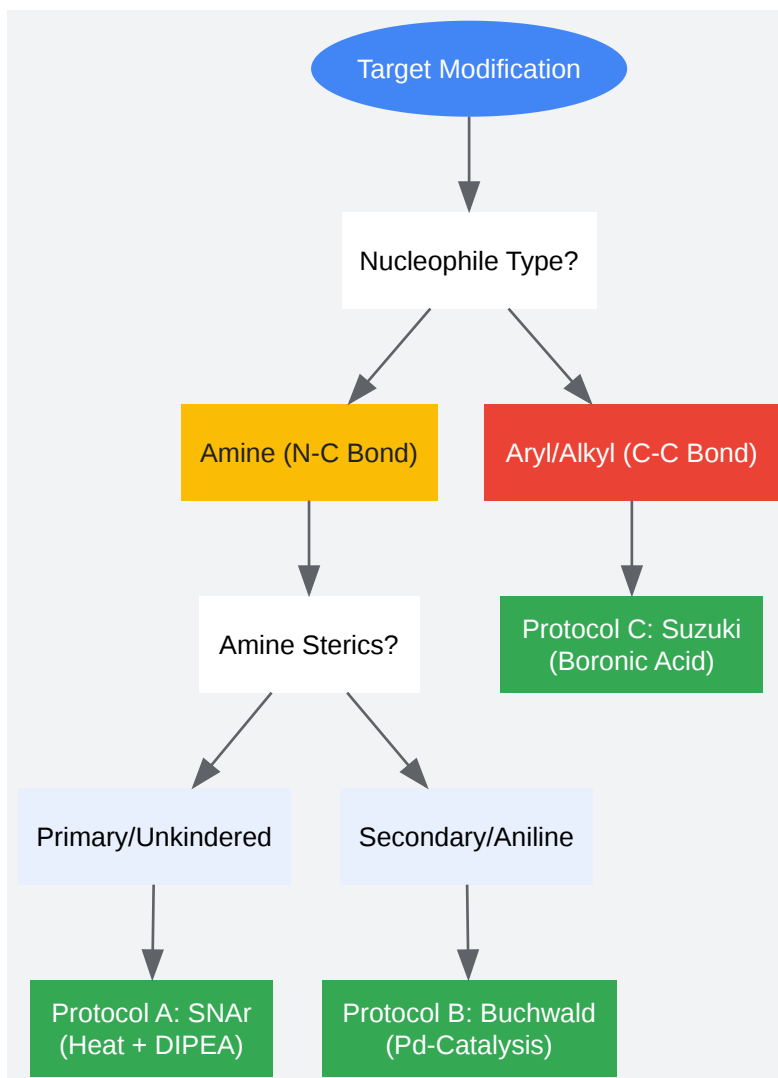 Target Modification
Nucleophile Type?
Amine (N-C Bond)
Aryl/Alkyl (C-C Bond)
Amine Sterics?
Protocol C: Suzuki
(Boronic Acid)
Primary/Unkindered
Secondary/Aniline
Protocol A: SNAr
(Heat + DIPEA)
Protocol B: Buchwald
(Pd-Catalysis)